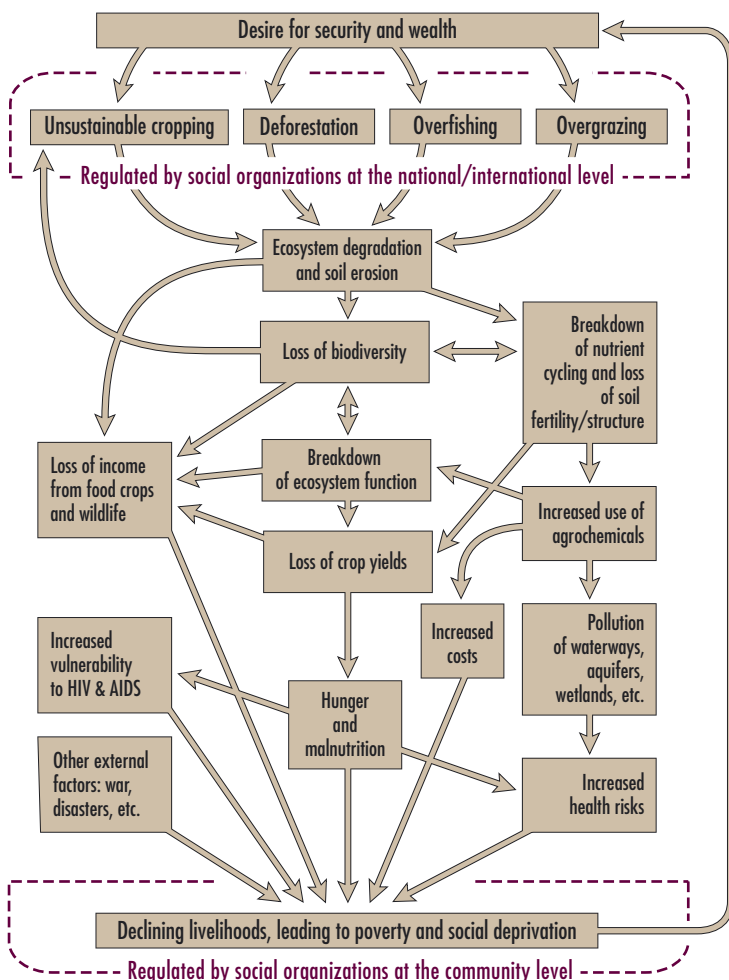 Desire for security and wealth
Unsustainable cropping
Deforestation
Overfishing
Overgrazing
Regulated by social organizations at the national/international level
Ecosystem degradation
and soil erosion
Loss of biodiversity
Breakdown
of nutrient
cycling and loss
of soil
fertility/structure
Loss of income
from food crops
and wildlife
Breakdown
of ecosystem function
Increased use of
agrochemicals
Loss of crop yields
Increased
vulnerability
to HIV & AIDS
Increased
costs
Pollution
of waterways,
aquifers,
wetlands, etc.
Hunger
and
malnutrition
Other external
factors: war,
disasters, etc.
Increased
health risks
Declining livelihoods, leading to poverty and social deprivation
Regulated by social organizations at the community level